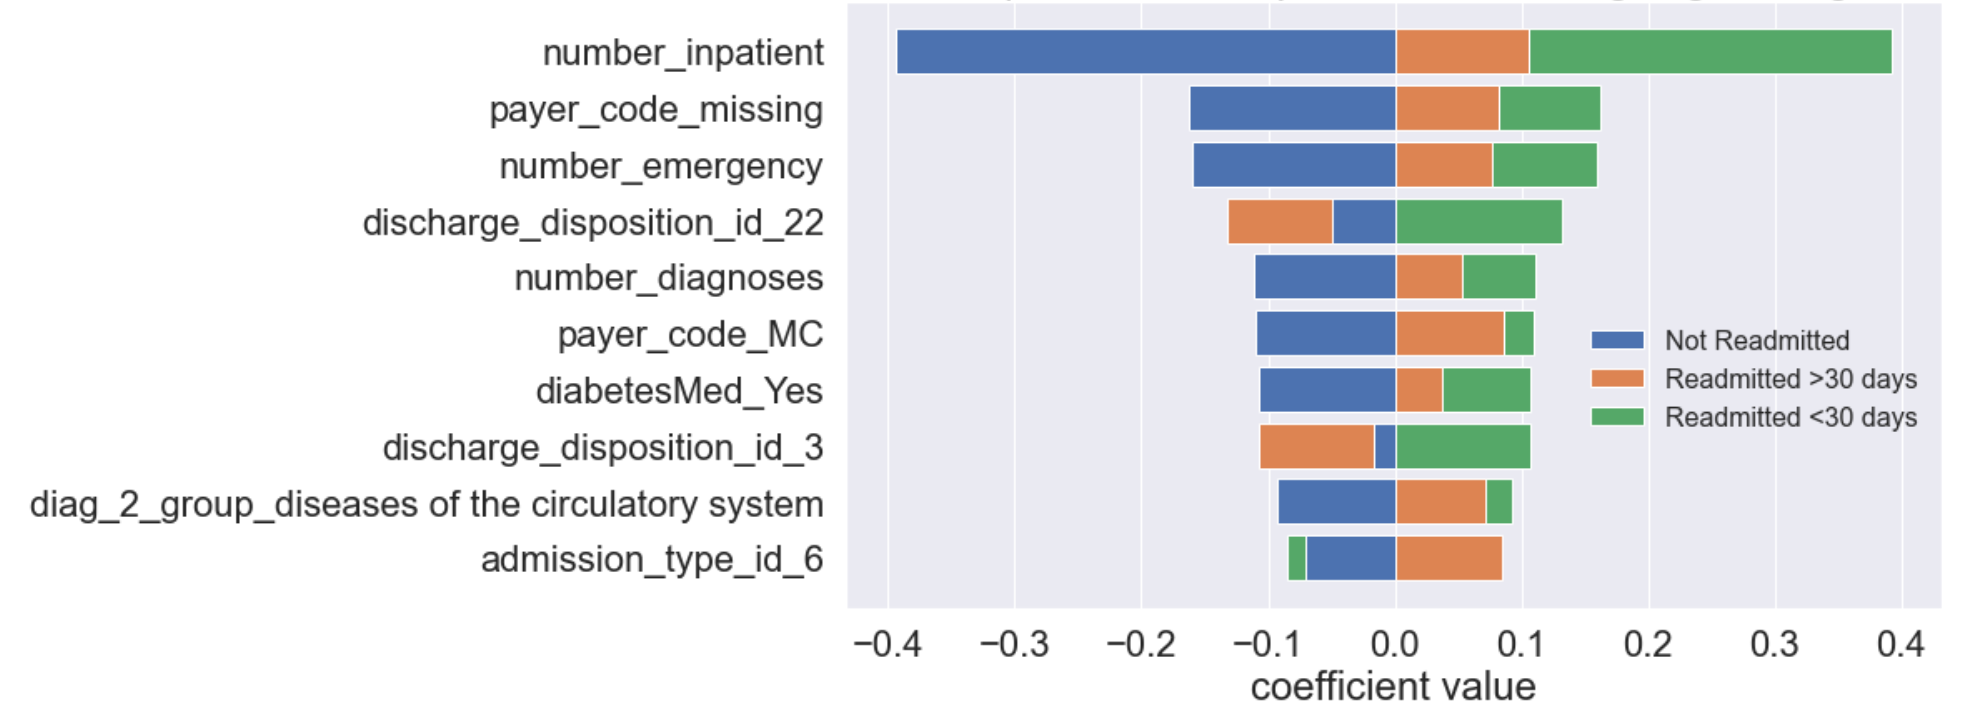 number_inpatient
payer_code_missing
number_emergency
discharge_disposition_id_22
number_diagnoses
payer_code_MC
diabetesMed_Yes
discharge_disposition_id_3
diag_2_group_diseases of the circulatory system
admission_type_id_6
Not Readmitted
Readmitted >30 days
Readmitted <30 days
−0.4 −0.3 −0.2 −0.1 0.0 0.1 0.2 0.3 0.4
coefficient value